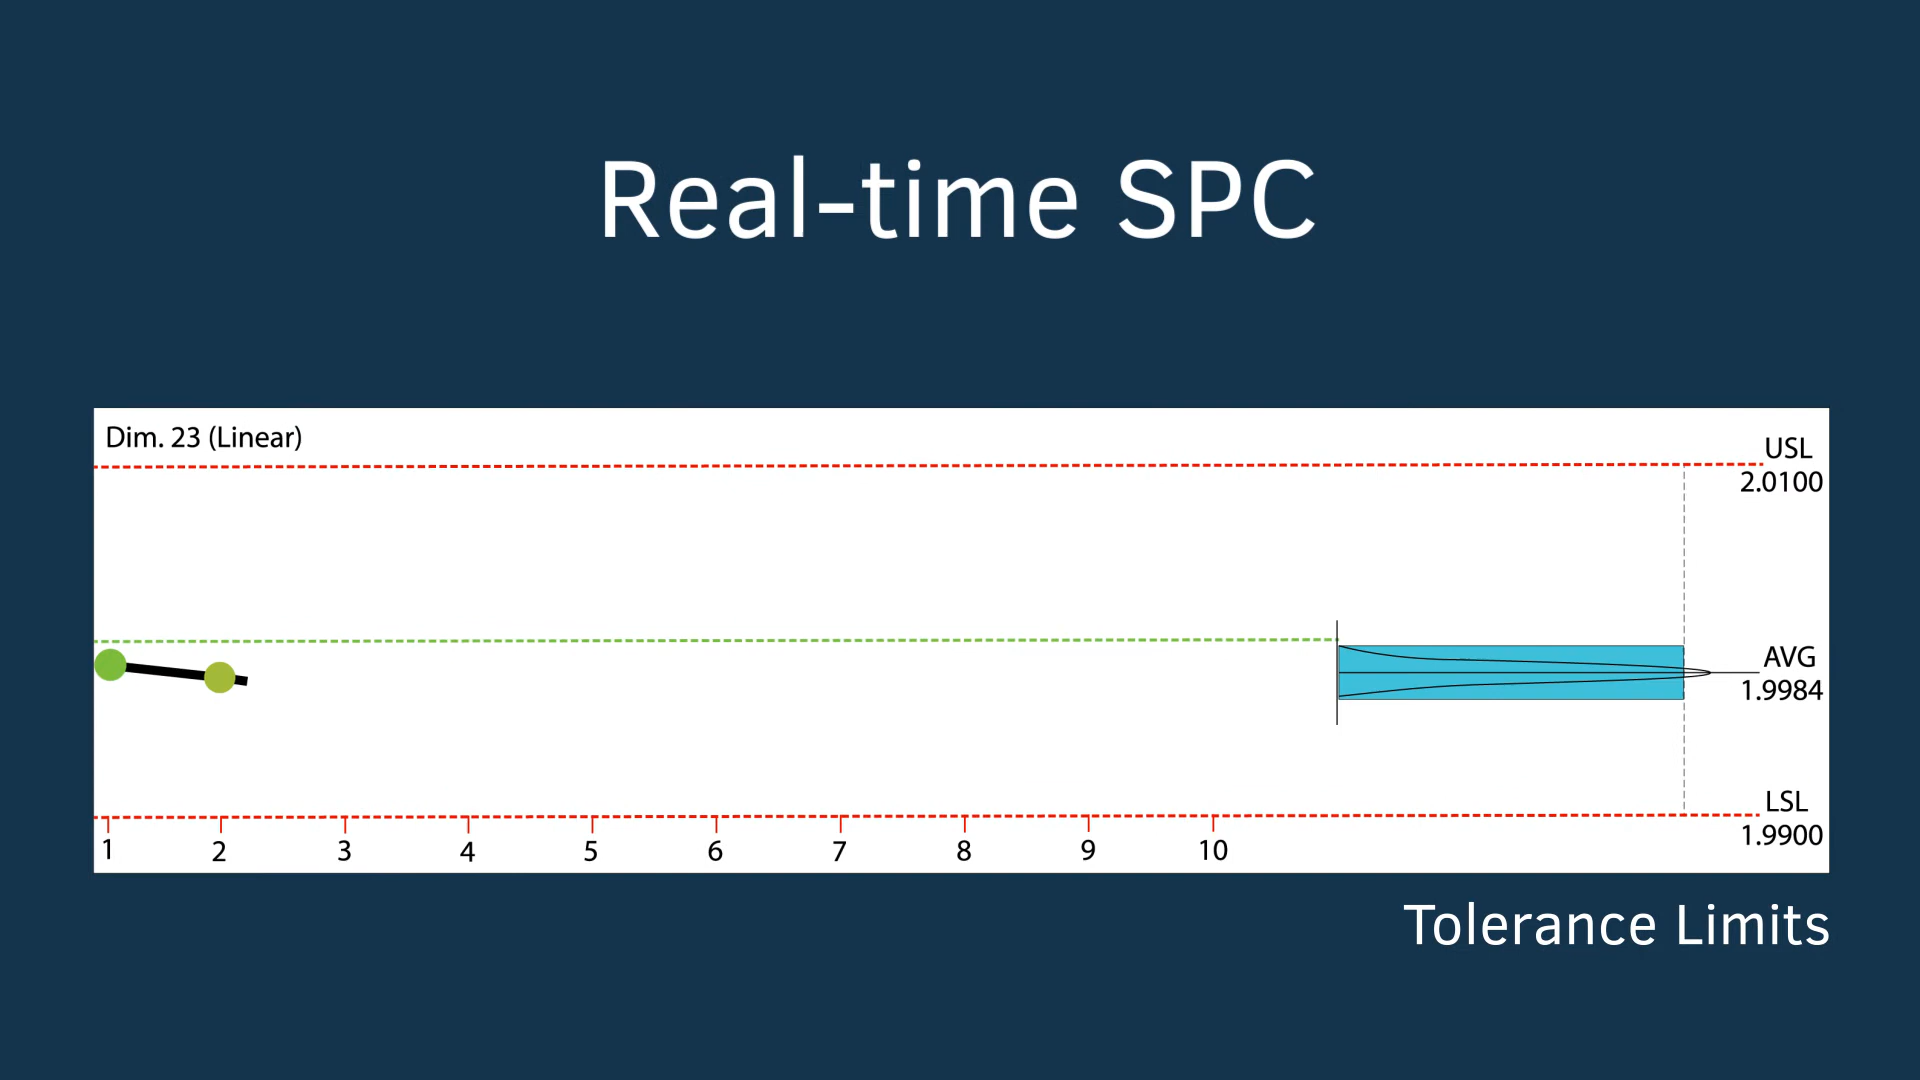 Real-time SPC
Dim. 23 (Linear)
USL
2.0100
AVG
1.9984
LSL
1.9900
1 2 3 4 5 6 7 8 9 10
Tolerance Limits